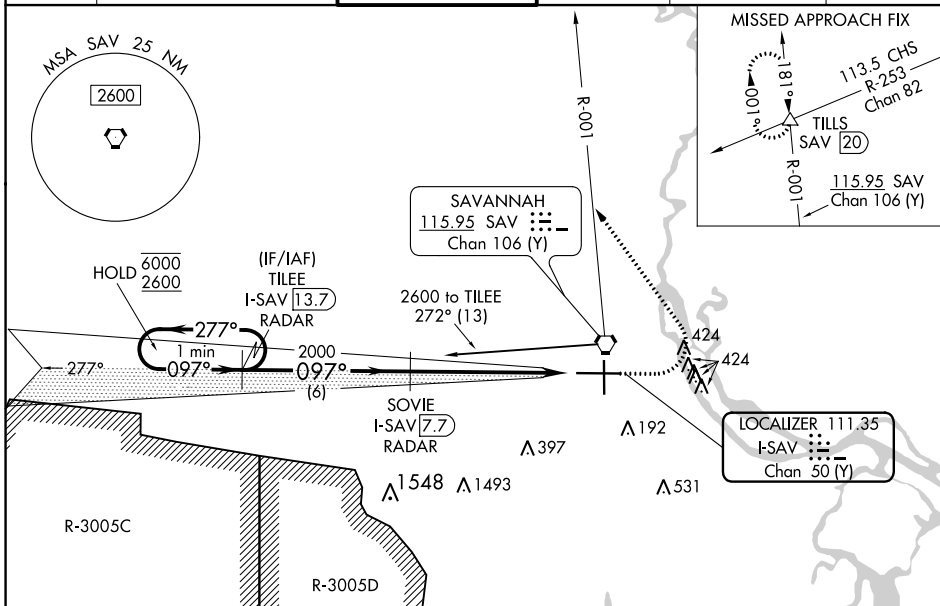 MSA SAV 25 NM
2600
MISSED APPROACH FIX
181°
001°
113.5 CHS
R-253
Chan 82
TILLS
SAV 20
R-001
115.95 SAV
Chan 106 (Y)
R-001
SAVANNAH
115.95 SAV
Chan 106 (Y)
HOLD
6000
2600
(IF/IAF)
TILEE
I-SAV 13.7
RADAR
2600 to TILEE
272° (13)
277°
1 min
097°
277°
2000
097°
(6)
SOVIE
I-SAV 7.7
RADAR
424
424
192
397
1548
1493
531
LOCALIZER 111.35
I-SAV
Chan 50 (Y)
R-3005C
R-3005D